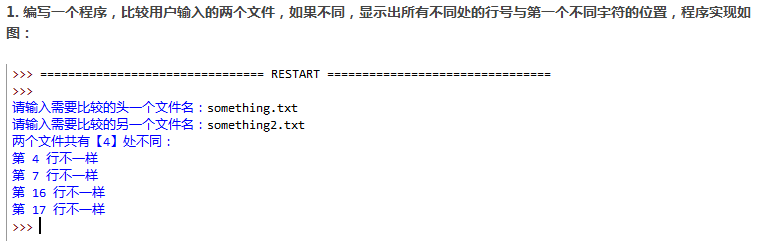 1. 编写一个程序，比较用户输入的两个文件，如果不同，显示出所有不同处的行号与第一个不同字符的位置，程序实现如
图：
>>> ================================ RESTART ================================
>>>
请输入需要比较的头一个文件名：something.txt
请输入需要比较的另一个文件名：something2.txt
两个文件共有【4】处不同：
第 4 行不一样
第 7 行不一样
第 16 行不一样
第 17 行不一样
>>>